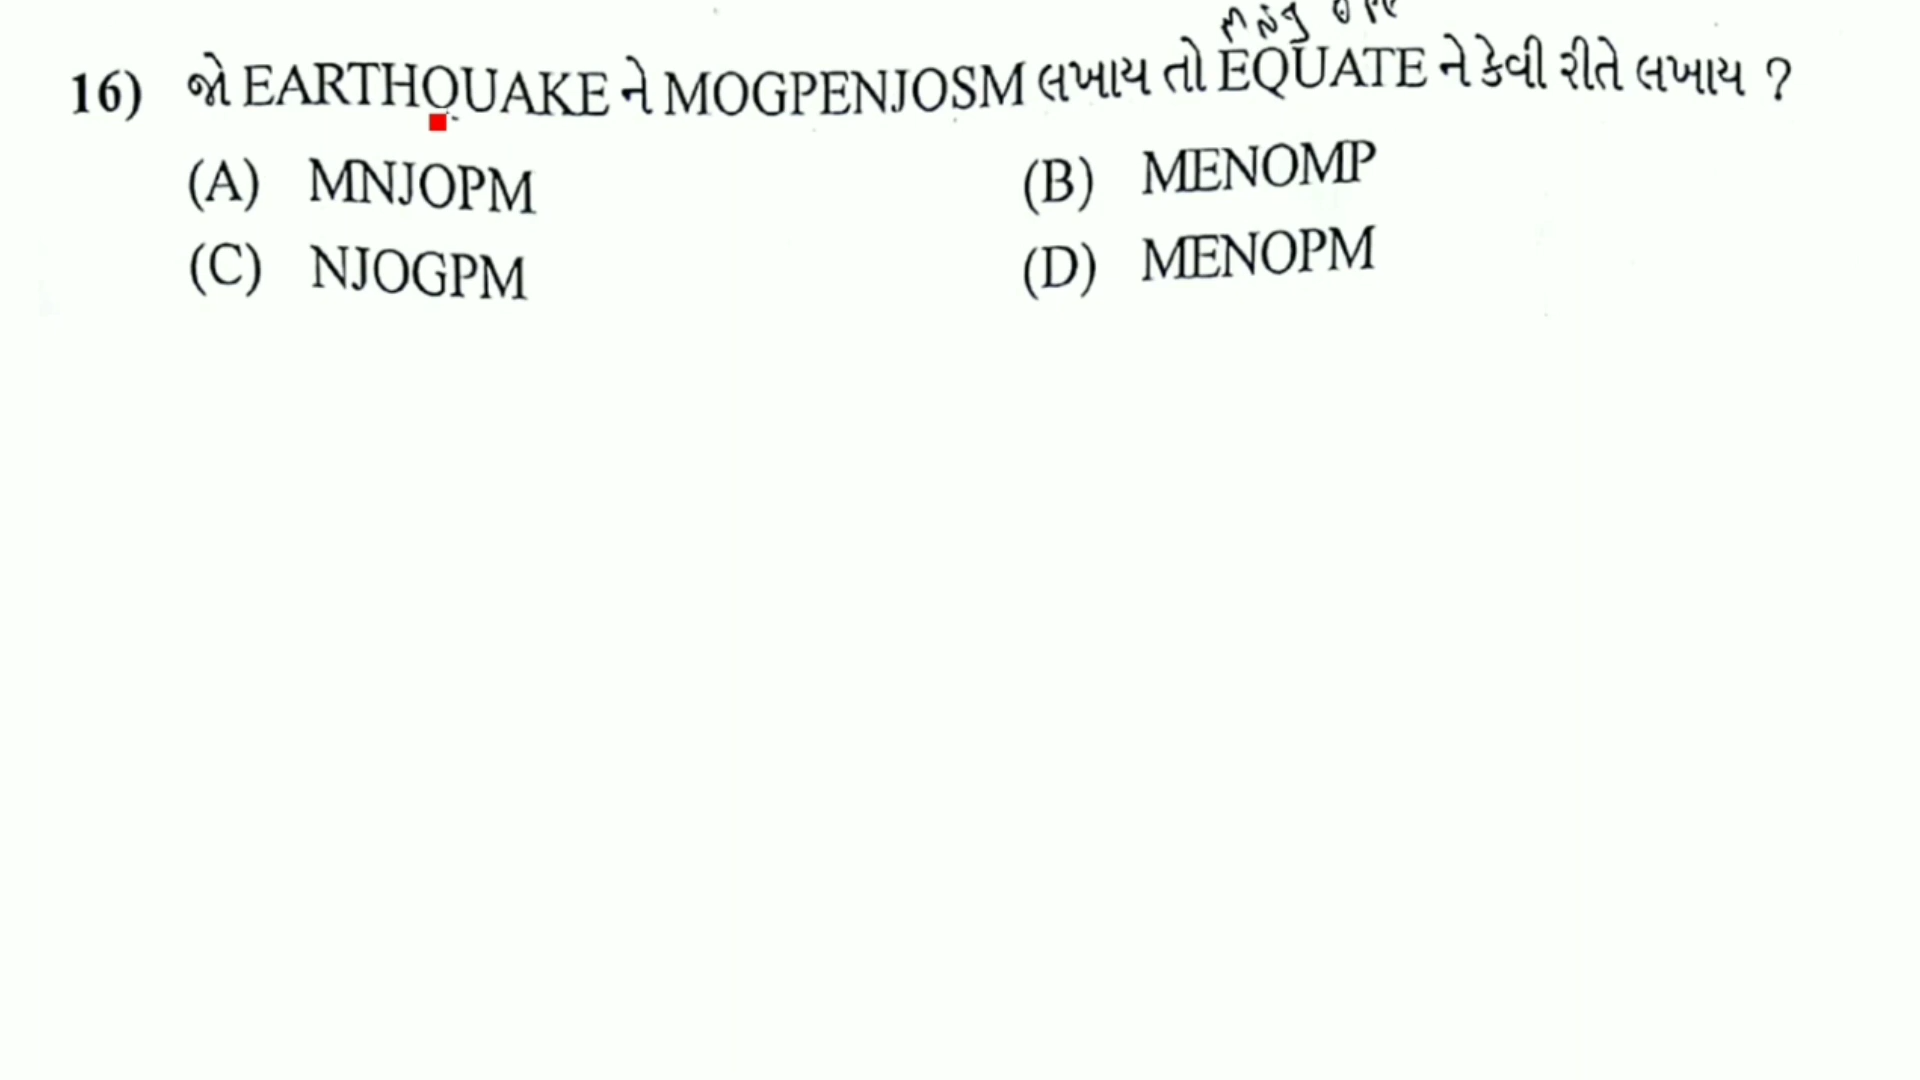 16) જો EARTHQUAKE ને MOGPENJOSM લખાય તો EQUATE ને કેવી રીતે લખાય ?
(A) MNJOPM
(B) MENOMP
(C) NJOGPM
(D) MENOPM